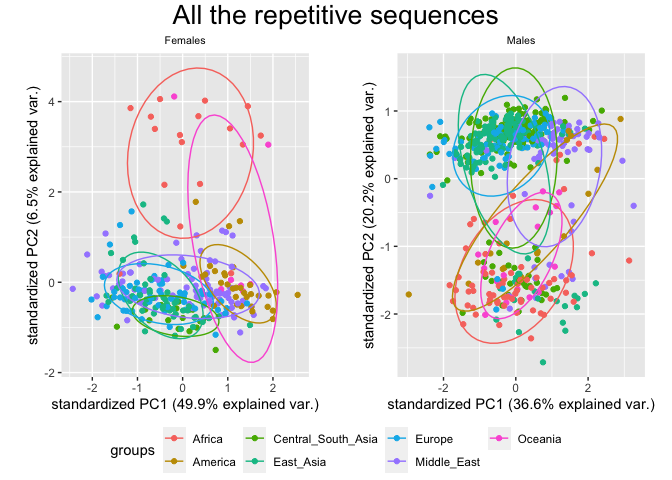 All the repetitive sequences
Females
Males
standardized PC2 (6.5% explained var.)
4
2
0
-2
-2
-1
0
1
2
standardized PC1 (49.9% explained var.)
standardized PC2 (20.2% explained var.)
1
0
-1
-2
-2
0
2
standardized PC1 (36.6% explained var.)
groups
Africa
Central_South_Asia
Europe
Oceania
America
East_Asia
Middle_East